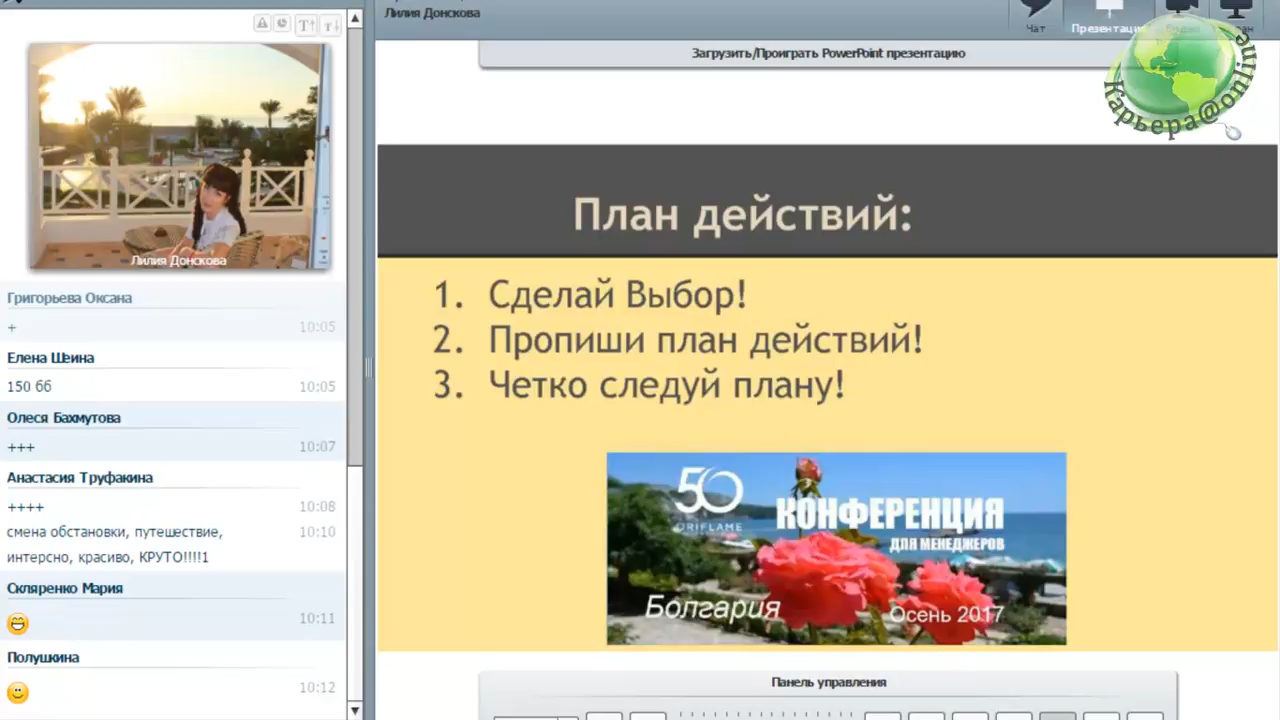 Лилия Донскова
Чат
Презентаци
Загрузить/Проиграть PowerPoint презентацию
Карьера@online
Лилия Донскова
Григорьева Оксана
+ 10:05
Елена Шеина
150 бб 10:05
Олеся Бахмутова
+++ 10:07
Анастасия Труфакина
++++ 10:08
смена обстановки, путешествие, 10:10
интерсно, красиво, КРУТО!!!!1
Скляренко Мария
10:11
Полушкина
10:12
План действий:
1. Сделай Выбор!
2. Пропиши план действий!
3. Четко следуй плану!
50
ORIFLAME
КОНФЕРЕНЦИЯ
ДЛЯ МЕНЕДЖЕРОВ
Болгария
Осень 2017
Панель управления